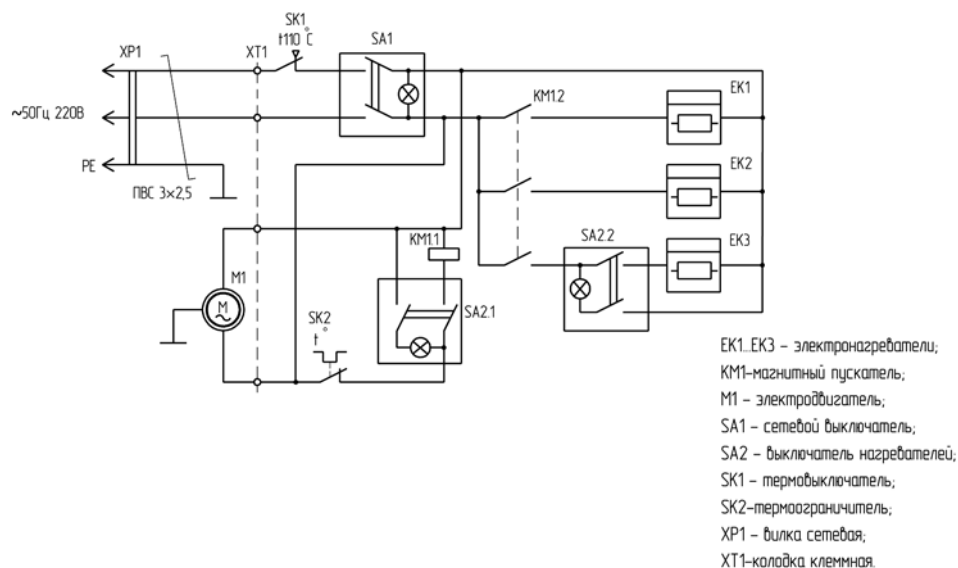 SK1
t110°C
XP1
XT1
SA1
~50Гц 220В
PE
ПВС 3×2,5
KM1.2
EK1
EK2
EK3
SA2.2
KM1.1
SA2.1
M1
M
SK2
t°
EK1...EK3 – электронагреватели;
KM1–магнитный пускатель;
M1 – электродвигатель;
SA1 – сетевой выключатель;
SA2 – выключатель нагревателей;
SK1 – термовыключатель;
SK2–термоограничитель;
XP1 – вилка сетевая;
XT1–колодка клеммная.